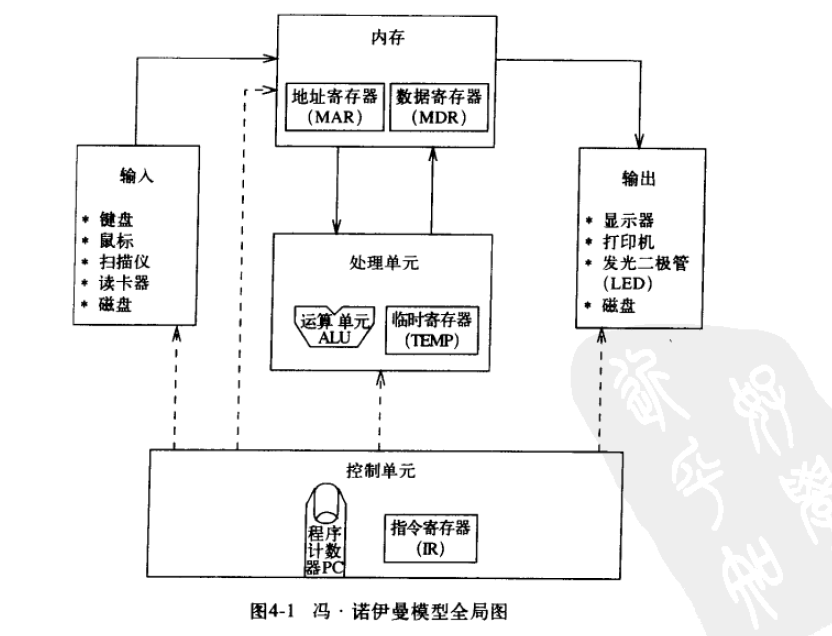 内存
地址寄存器
(MAR)
数据寄存器
(MDR)
输入
* 键盘
* 鼠标
* 扫描仪
* 读卡器
* 磁盘
处理单元
运算 单元
ALU
临时寄存器
(TEMP)
输出
* 显示器
* 打印机
* 发光二极管
(LED)
* 磁盘
控制单元
程序
计数
器PC
指令寄存器
(IR)
图4-1 冯·诺伊曼模型全局图